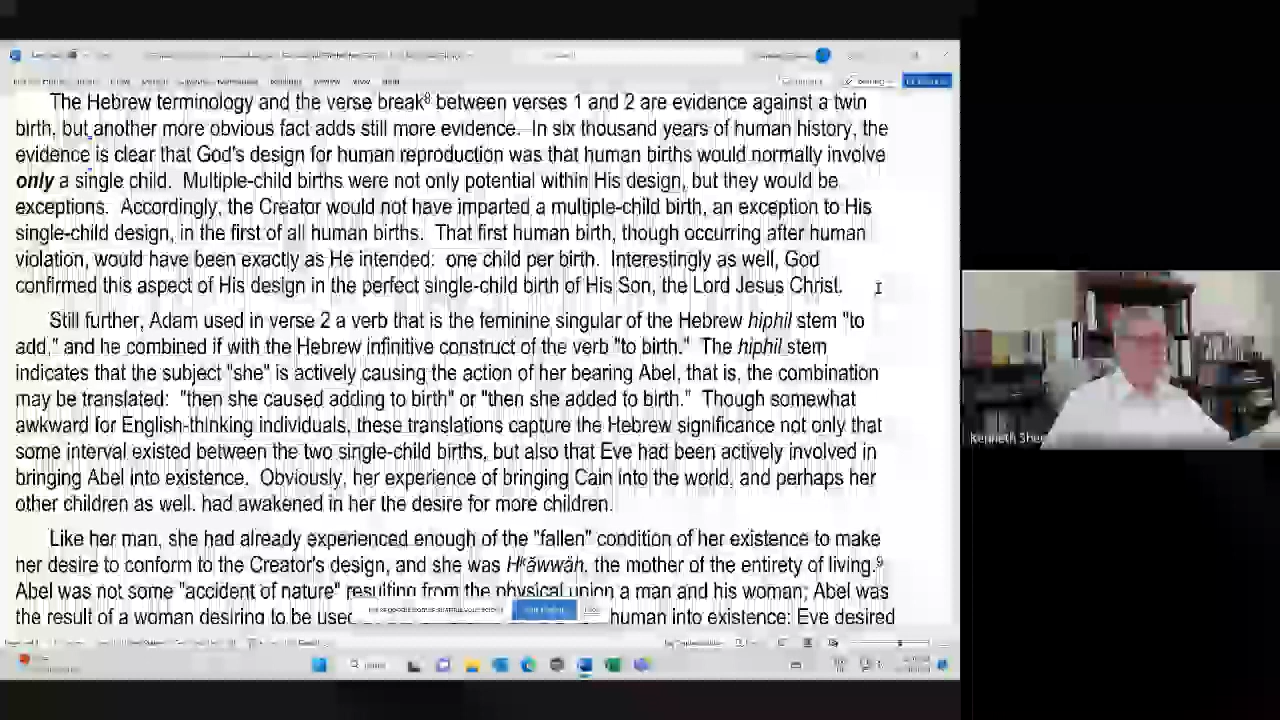 The Hebrew terminology and the verse break⁸ between verses 1 and 2 are evidence against a twin
birth, but another more obvious fact adds still more evidence.  In six thousand years of human history, the
evidence is clear that God's design for human reproduction was that human births would normally involve
only a single child.  Multiple-child births were not only potential within His design, but they would be
exceptions.  Accordingly, the Creator would not have imparted a multiple-child birth, an exception to His
single-child design, in the first of all human births.  That first human birth, though occurring after human
violation, would have been exactly as He intended:  one child per birth.  Interestingly as well, God
confirmed this aspect of His design in the perfect single-child birth of His Son, the Lord Jesus Christ.
Still further, Adam used in verse 2 a verb that is the feminine singular of the Hebrew hiphil stem "to
add," and he combined if with the Hebrew infinitive construct of the verb "to birth."  The hiphil stem
indicates that the subject "she" is actively causing the action of her bearing Abel, that is, the combination
may be translated:  "then she caused adding to birth" or "then she added to birth."  Though somewhat
awkward for English-thinking individuals, these translations capture the Hebrew significance not only that
some interval existed between the two single-child births, but also that Eve had been actively involved in
bringing Abel into existence.  Obviously, her experience of bringing Cain into the world, and perhaps her
other children as well, had awakened in her the desire for more children.
Like her man, she had already experienced enough of the "fallen" condition of her existence to make
her desire to conform to the Creator's design, and she was Hᵏăwwäh, the mother of the entirety of living.⁹
Abel was not some "accident of nature" resulting from the physical union a man and his woman; Abel was
the result of a woman desiring to be used human into existence; Eve desired
Kenneth